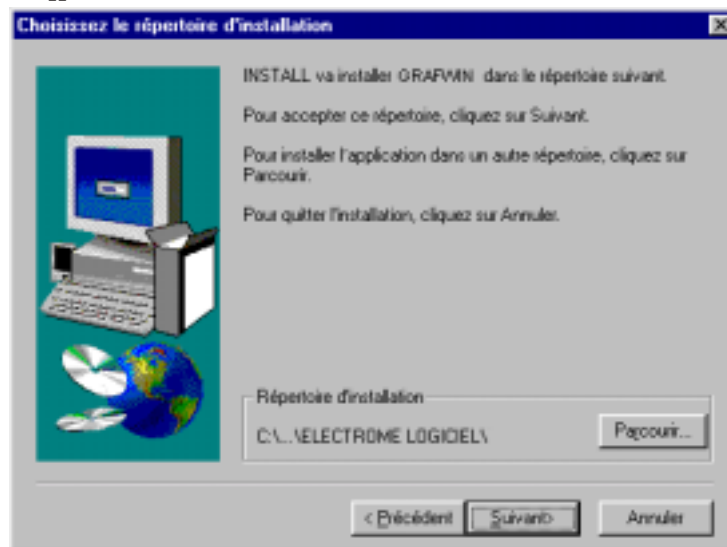 Choisissez le répertoire d'installation
INSTALL va installer GRAFWIN dans le répertoire suivant.
Pour accepter ce répertoire, cliquez sur Suivant.
Pour installer l'application dans un autre répertoire, cliquez sur
Parcourir.
Pour quitter l'installation, cliquez sur Annuler.
Répertoire d'installation
C:\...\ELECTROME LOGICIEL\
Parcourir...
< Précédent
Suivant>
Annuler